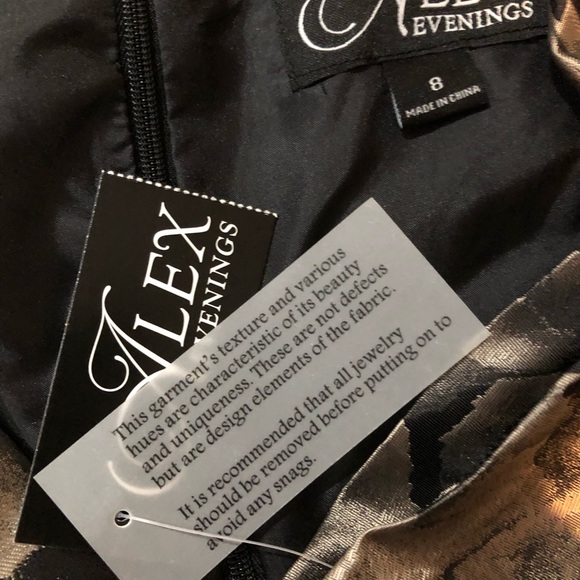 ALEX
EVENINGS
8
MADE IN CHINA
ALEX
EVENINGS
This garment's texture and various
hues are characteristic of its beauty
and uniqueness. These are not defects
but are design elements of the fabric.
It is recommended that all jewelry
should be removed before putting on to
avoid any snags.